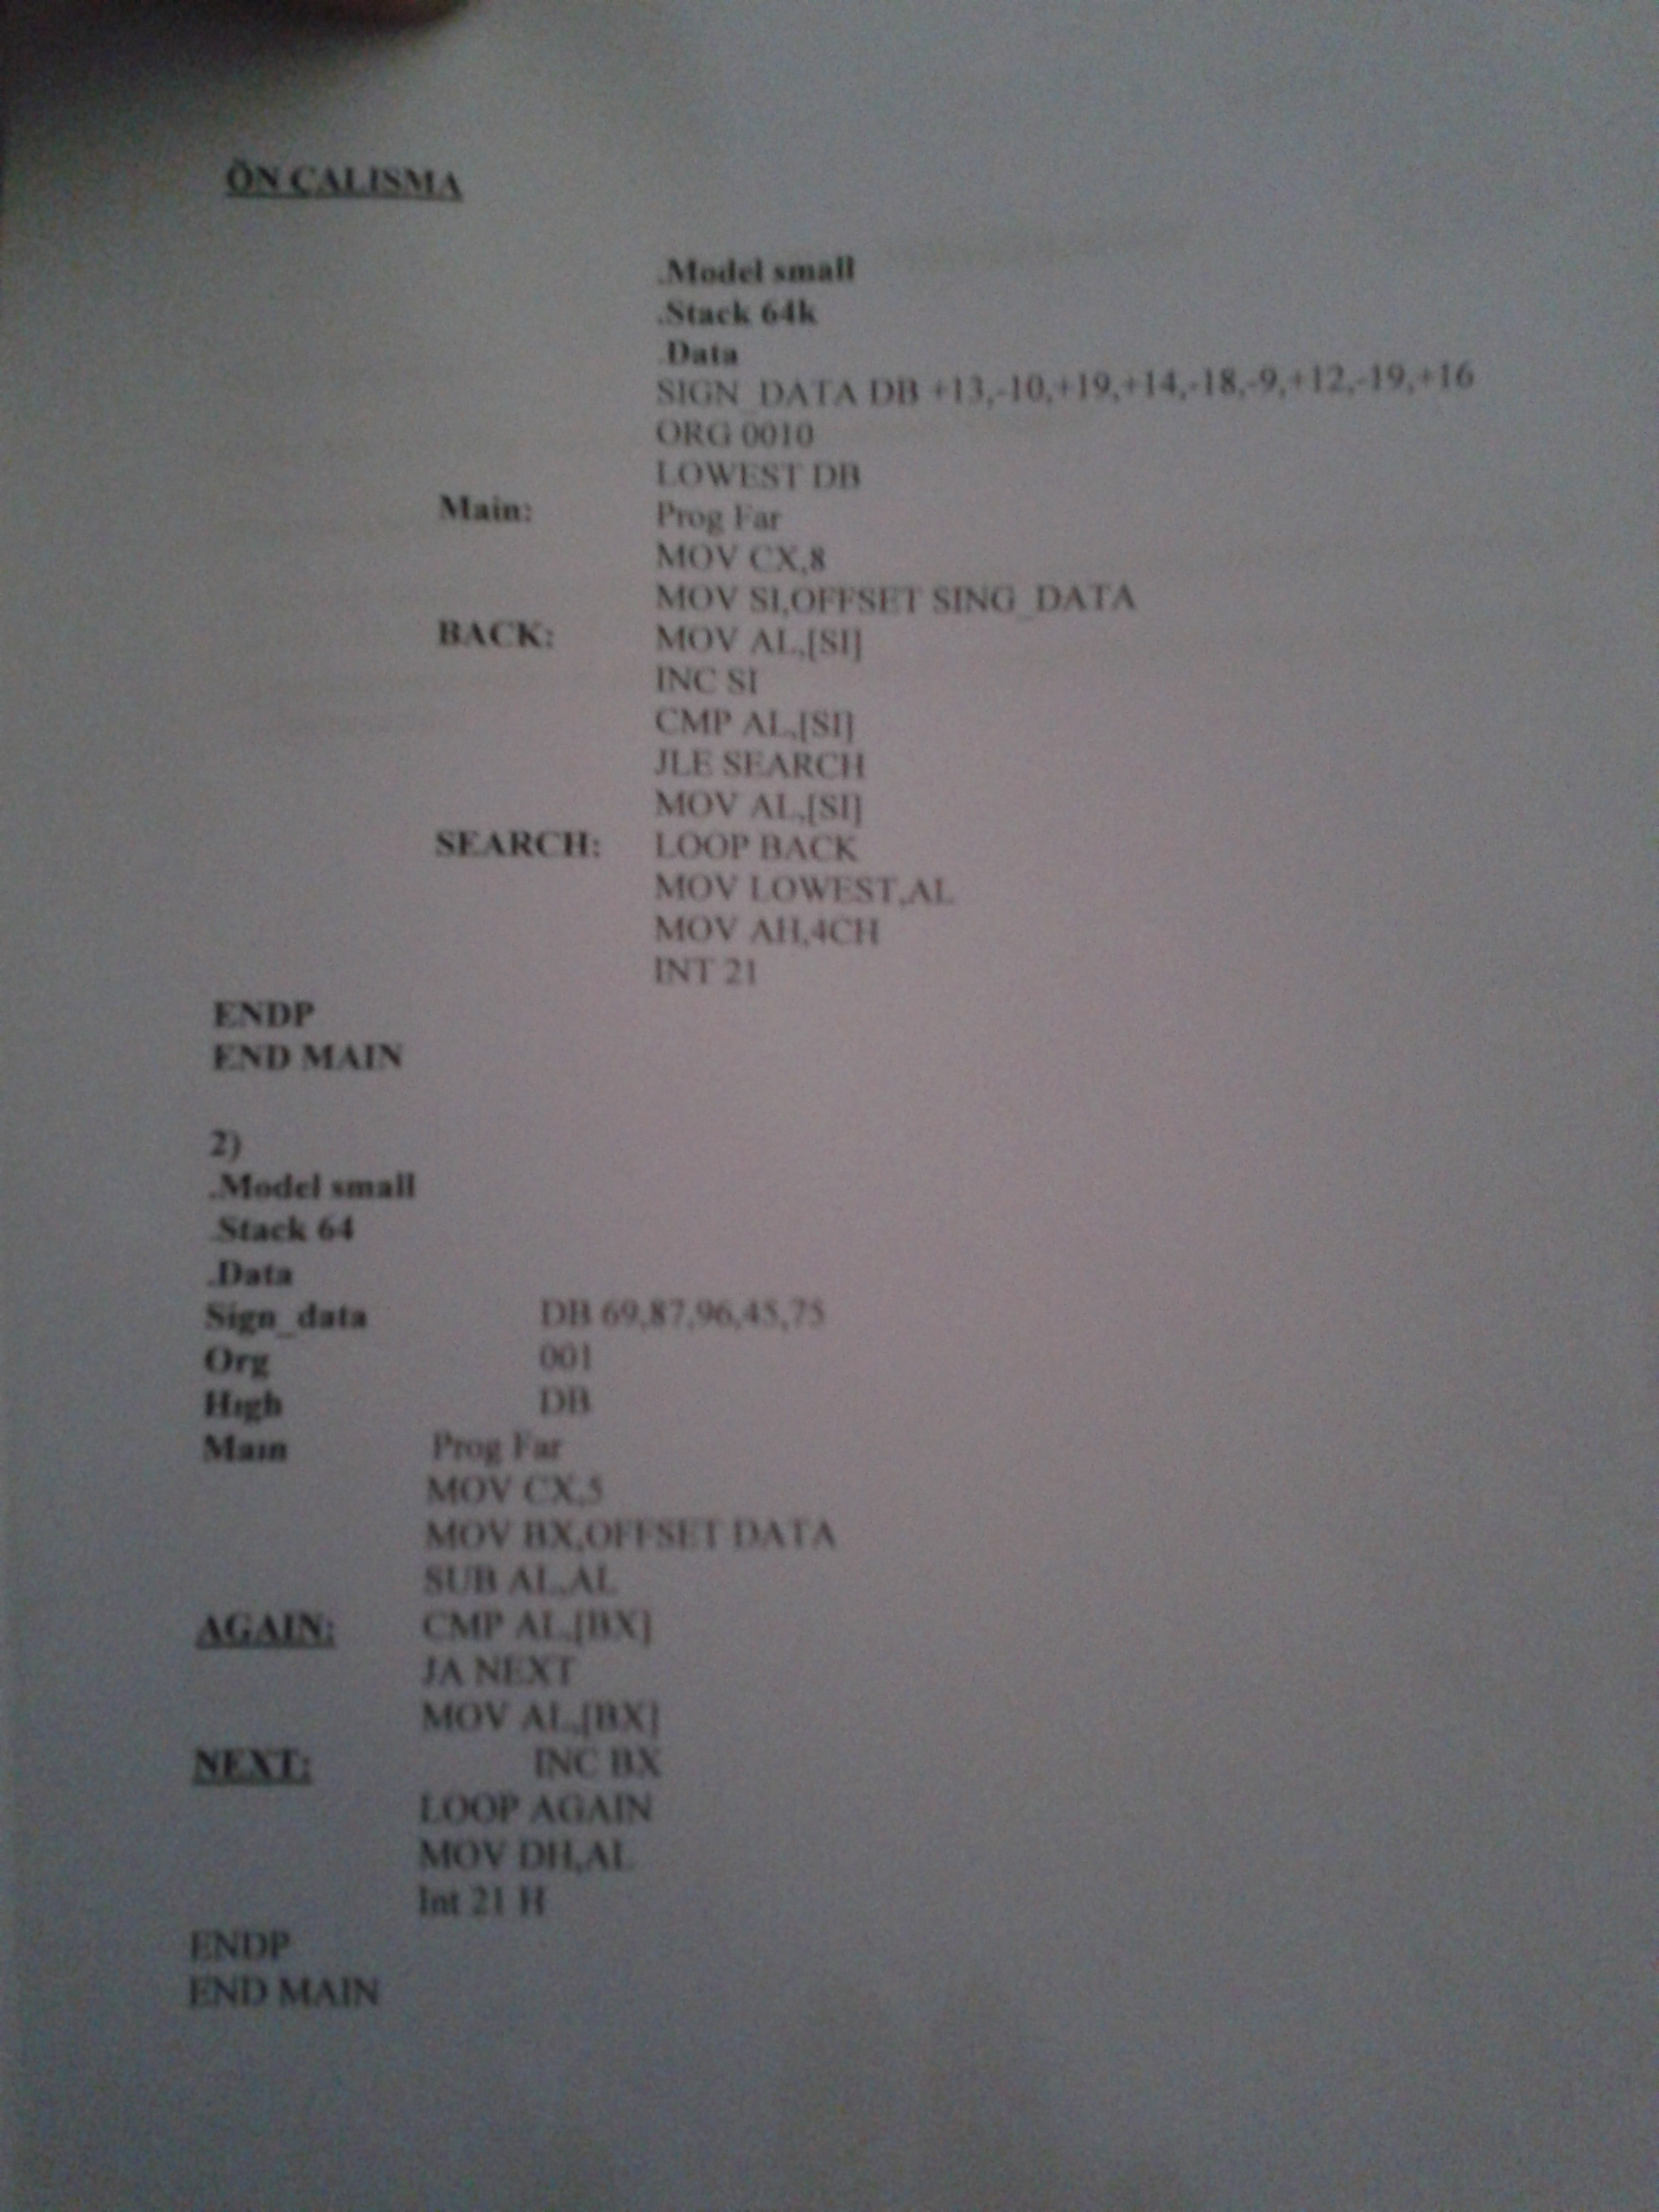 ÖN CALISMA
.Model small
.Stack 64k
.Data
SIGN_DATA DB +13,-10,+19,+14,-18,-9,+12,-19,+16
ORG 0010
LOWEST DB
Main: Prog Far
MOV CX,8
MOV SI,OFFSET SING_DATA
BACK: MOV AL,[SI]
INC SI
CMP AL,[SI]
JLE SEARCH
MOV AL,[SI]
SEARCH: LOOP BACK
MOV LOWEST,AL
MOV AH,4CH
INT 21
ENDP
END MAIN
2)
.Model small
.Stack 64
.Data
Sign_data DB 69,87,96,45,75
Org 001
High DB
Main Prog Far
MOV CX,5
MOV BX,OFFSET DATA
SUB AL,AL
AGAIN: CMP AL,[BX]
JA NEXT
MOV AL,[BX]
NEXT: INC BX
LOOP AGAIN
MOV DH,AL
Int 21 H
ENDP
END MAIN